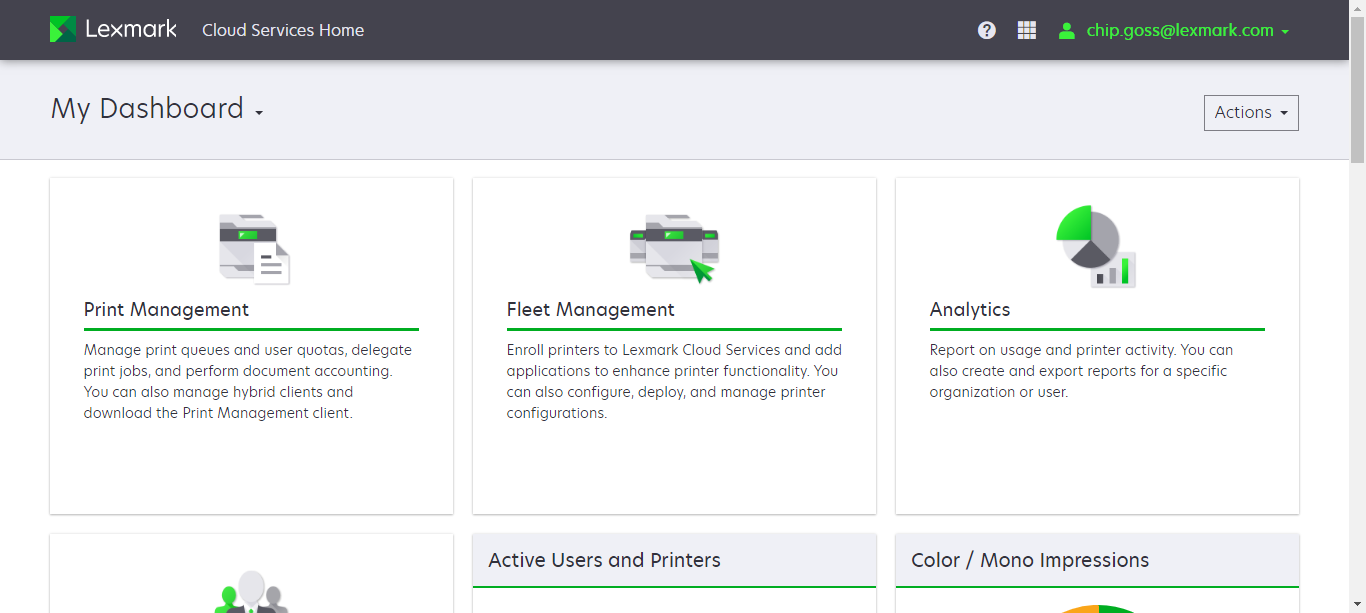 Lexmark
Cloud Services Home
?
chip.goss@lexmark.com
My Dashboard
Actions
Print Management
Manage print queues and user quotas, delegate
print jobs, and perform document accounting.
You can also manage hybrid clients and
download the Print Management client.
Fleet Management
Enroll printers to Lexmark Cloud Services and add
applications to enhance printer functionality. You
can also configure, deploy, and manage printer
configurations.
Analytics
Report on usage and printer activity. You can
also create and export reports for a specific
organization or user.
Active Users and Printers
Color / Mono Impressions